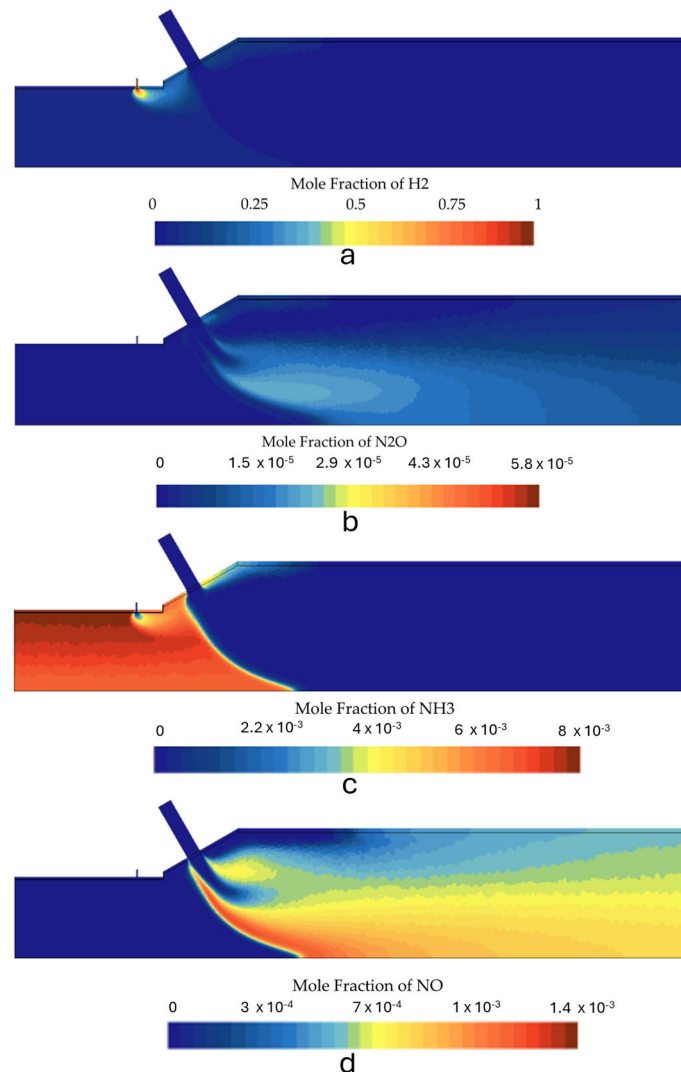 Mole Fraction of H2
0 0.25 0.5 0.75 1
a
Mole Fraction of N2O
0 1.5 x 10⁻⁵ 2.9 x 10⁻⁵ 4.3 x 10⁻⁵ 5.8 x 10⁻⁵
b
Mole Fraction of NH3
0 2.2 x 10⁻³ 4 x 10⁻³ 6 x 10⁻³ 8 x 10⁻³
c
Mole Fraction of NO
0 3 x 10⁻⁴ 7 x 10⁻⁴ 1 x 10⁻³ 1.4 x 10⁻³
d